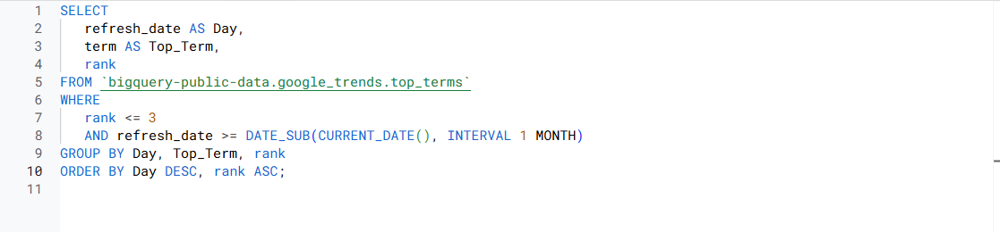 1 SELECT
2 refresh_date AS Day,
3 term AS Top_Term,
4 rank
5 FROM `bigquery-public-data.google_trends.top_terms`
6 WHERE
7 rank <= 3
8 AND refresh_date >= DATE_SUB(CURRENT_DATE(), INTERVAL 1 MONTH)
9 GROUP BY Day, Top_Term, rank
10 ORDER BY Day DESC, rank ASC;
11